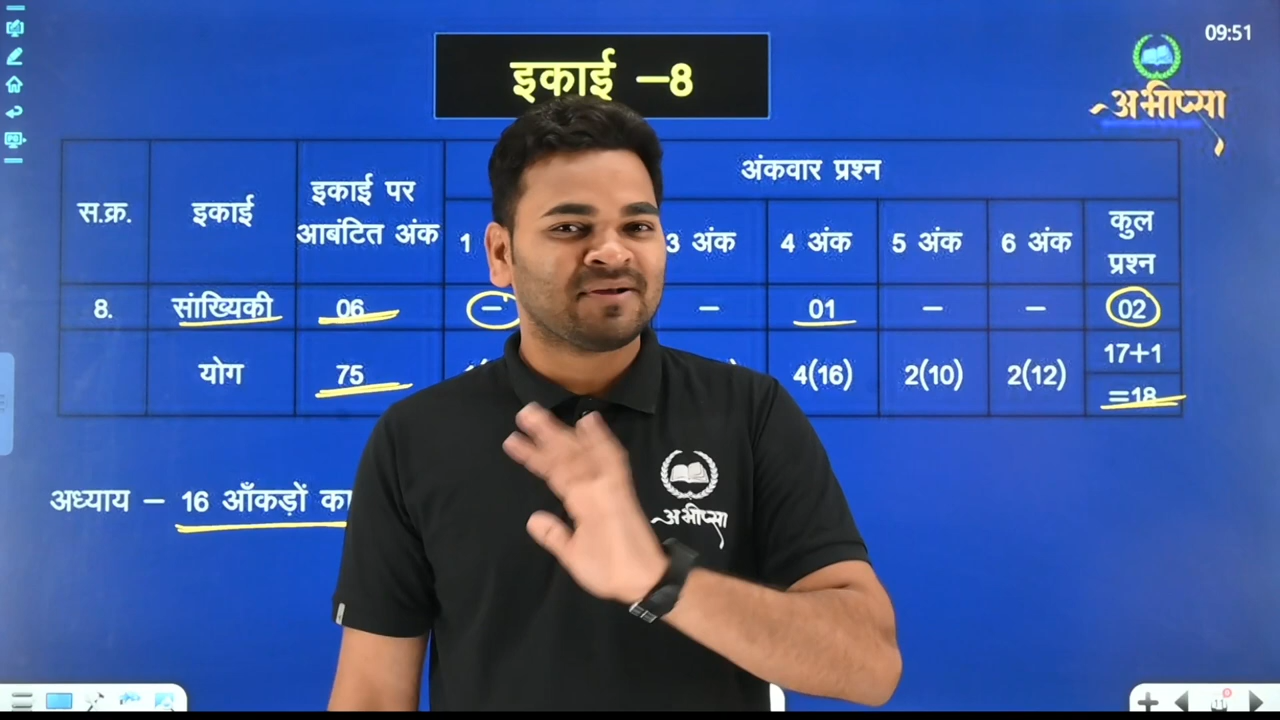 09:51
इकाई –8
अभीप्सा
स.क्र.
इकाई
इकाई पर
आबंटित अंक
अंकवार प्रश्न
1
3 अंक
4 अंक
5 अंक
6 अंक
कुल
प्रश्न
8.
सांख्यिकी
06
–
–
01
–
–
02
योग
75
4(16)
2(10)
2(12)
17+1
=18
अध्याय – 16 आँकड़ों का
अभीप्सा